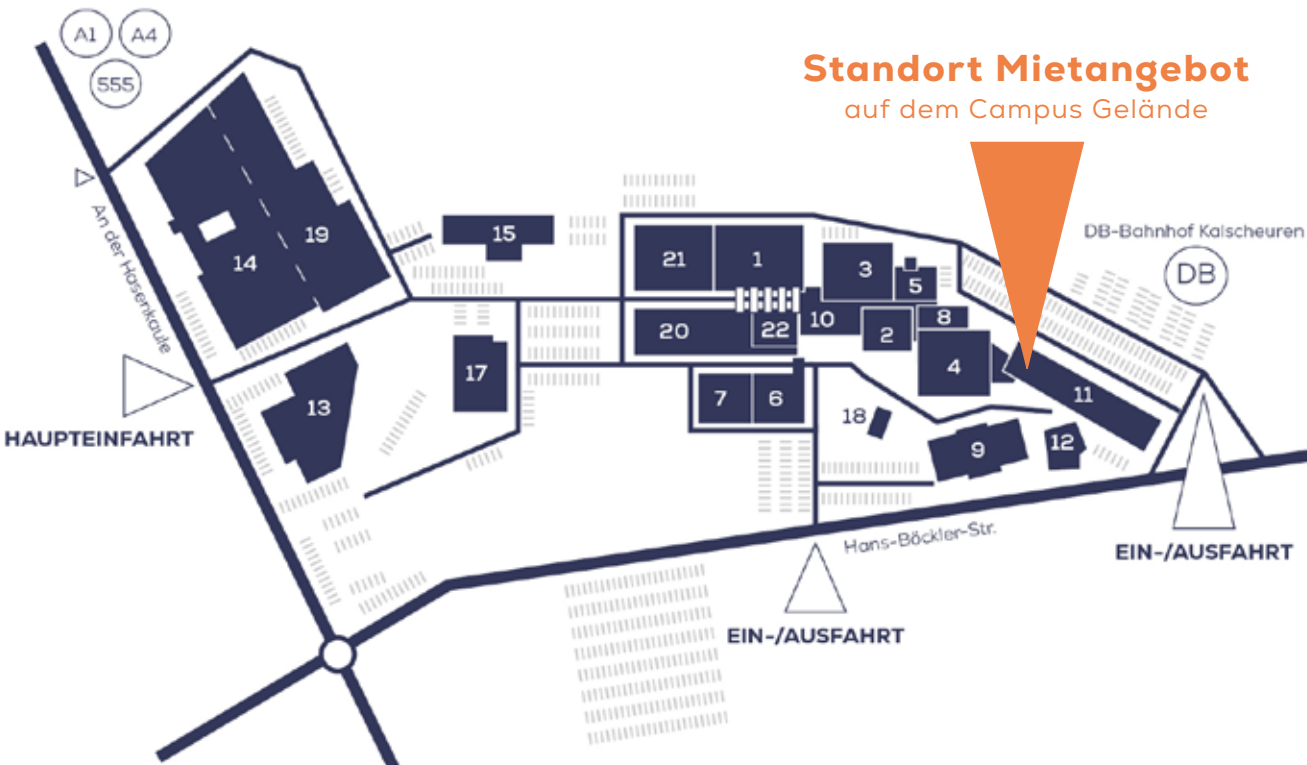 A1
A4
555
Standort Mietangebot
auf dem Campus Gelände
An der Hasenkaule
DB-Bahnhof Kalscheuren
DB
19
14
15
21
1
3
5
10
8
20
22
2
4
17
13
7
6
11
18
9
12
HAUPTEINFAHRT
Hans-Böckler-Str.
EIN-/AUSFAHRT
EIN-/AUSFAHRT